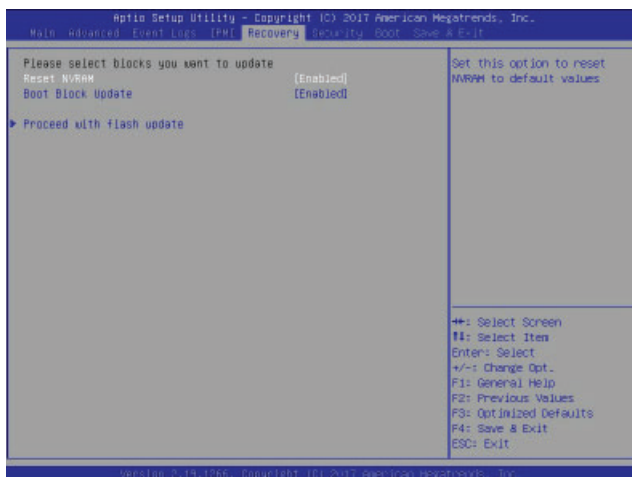 Aptio Setup Utility - Copyright (C) 2017 American Megatrends, Inc.
Main Advanced Event Logs IPMI Recovery Security Boot Save & Exit
Please select blocks you want to update
Reset NVRAM [Enabled]
Boot Block Update [Enabled]
Proceed with flash update
Set this option to reset
NVRAM to default values
→←: Select Screen
↑↓: Select Item
Enter: Select
+/-: Change Opt.
F1: General Help
F2: Previous Values
F3: Optimized Defaults
F4: Save & Exit
ESC: Exit
Version 2.19.1266. Copyright (C) 2017 American Megatrends, Inc.